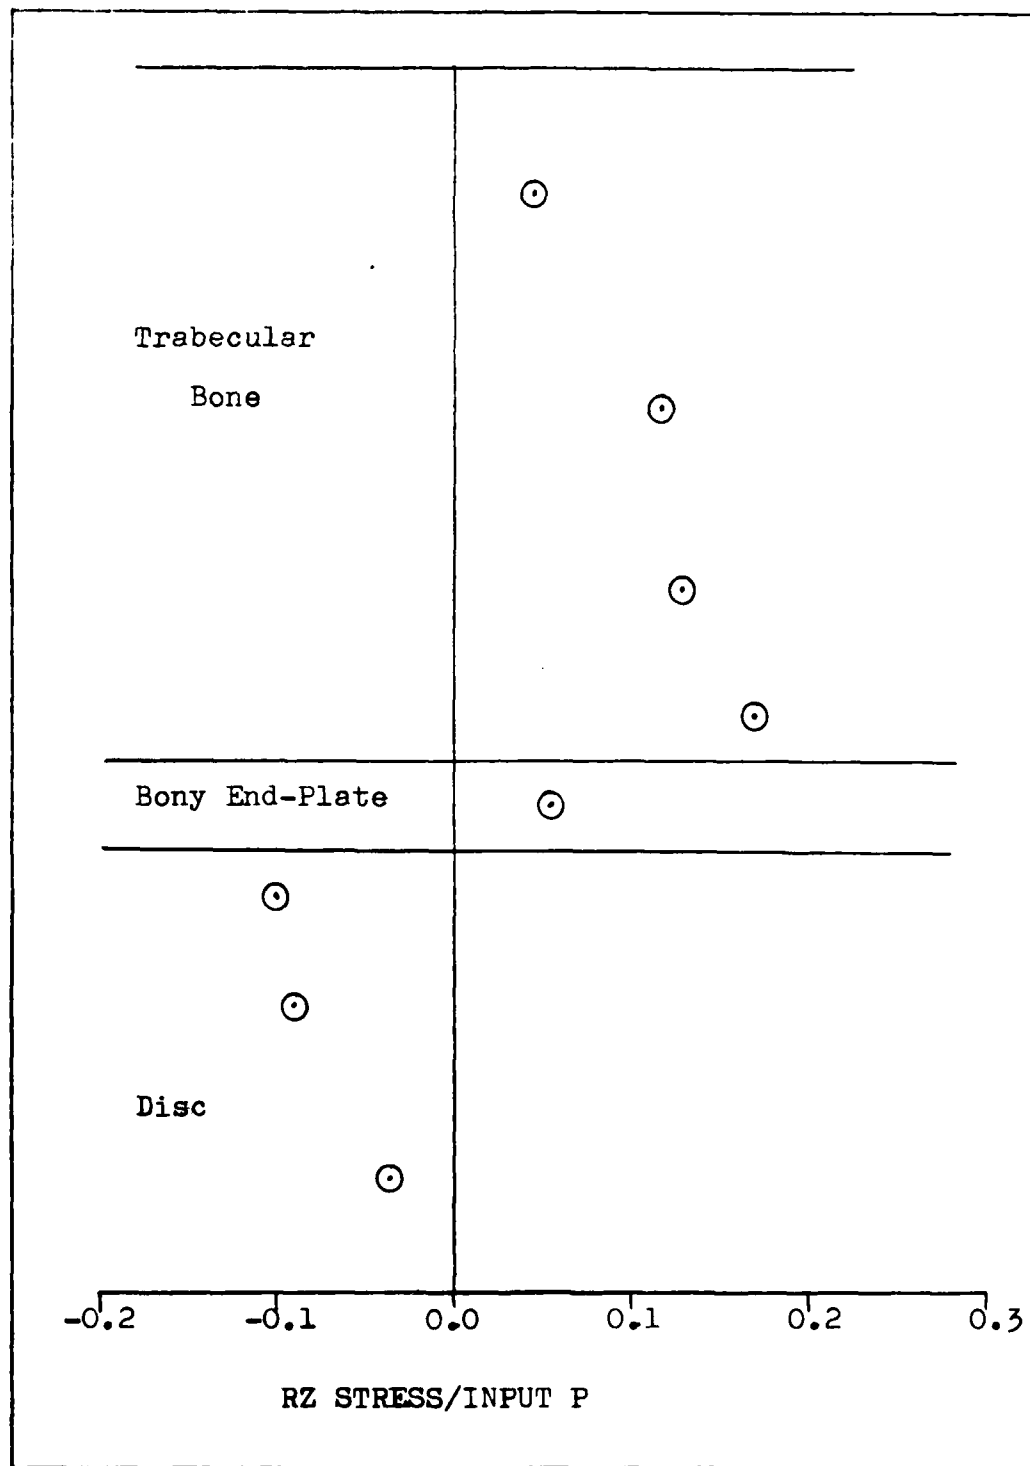 Trabecular
Bone
Bony End-Plate
Disc
-0.2 -0.1 0.0 0.1 0.2 0.3
RZ STRESS/INPUT P